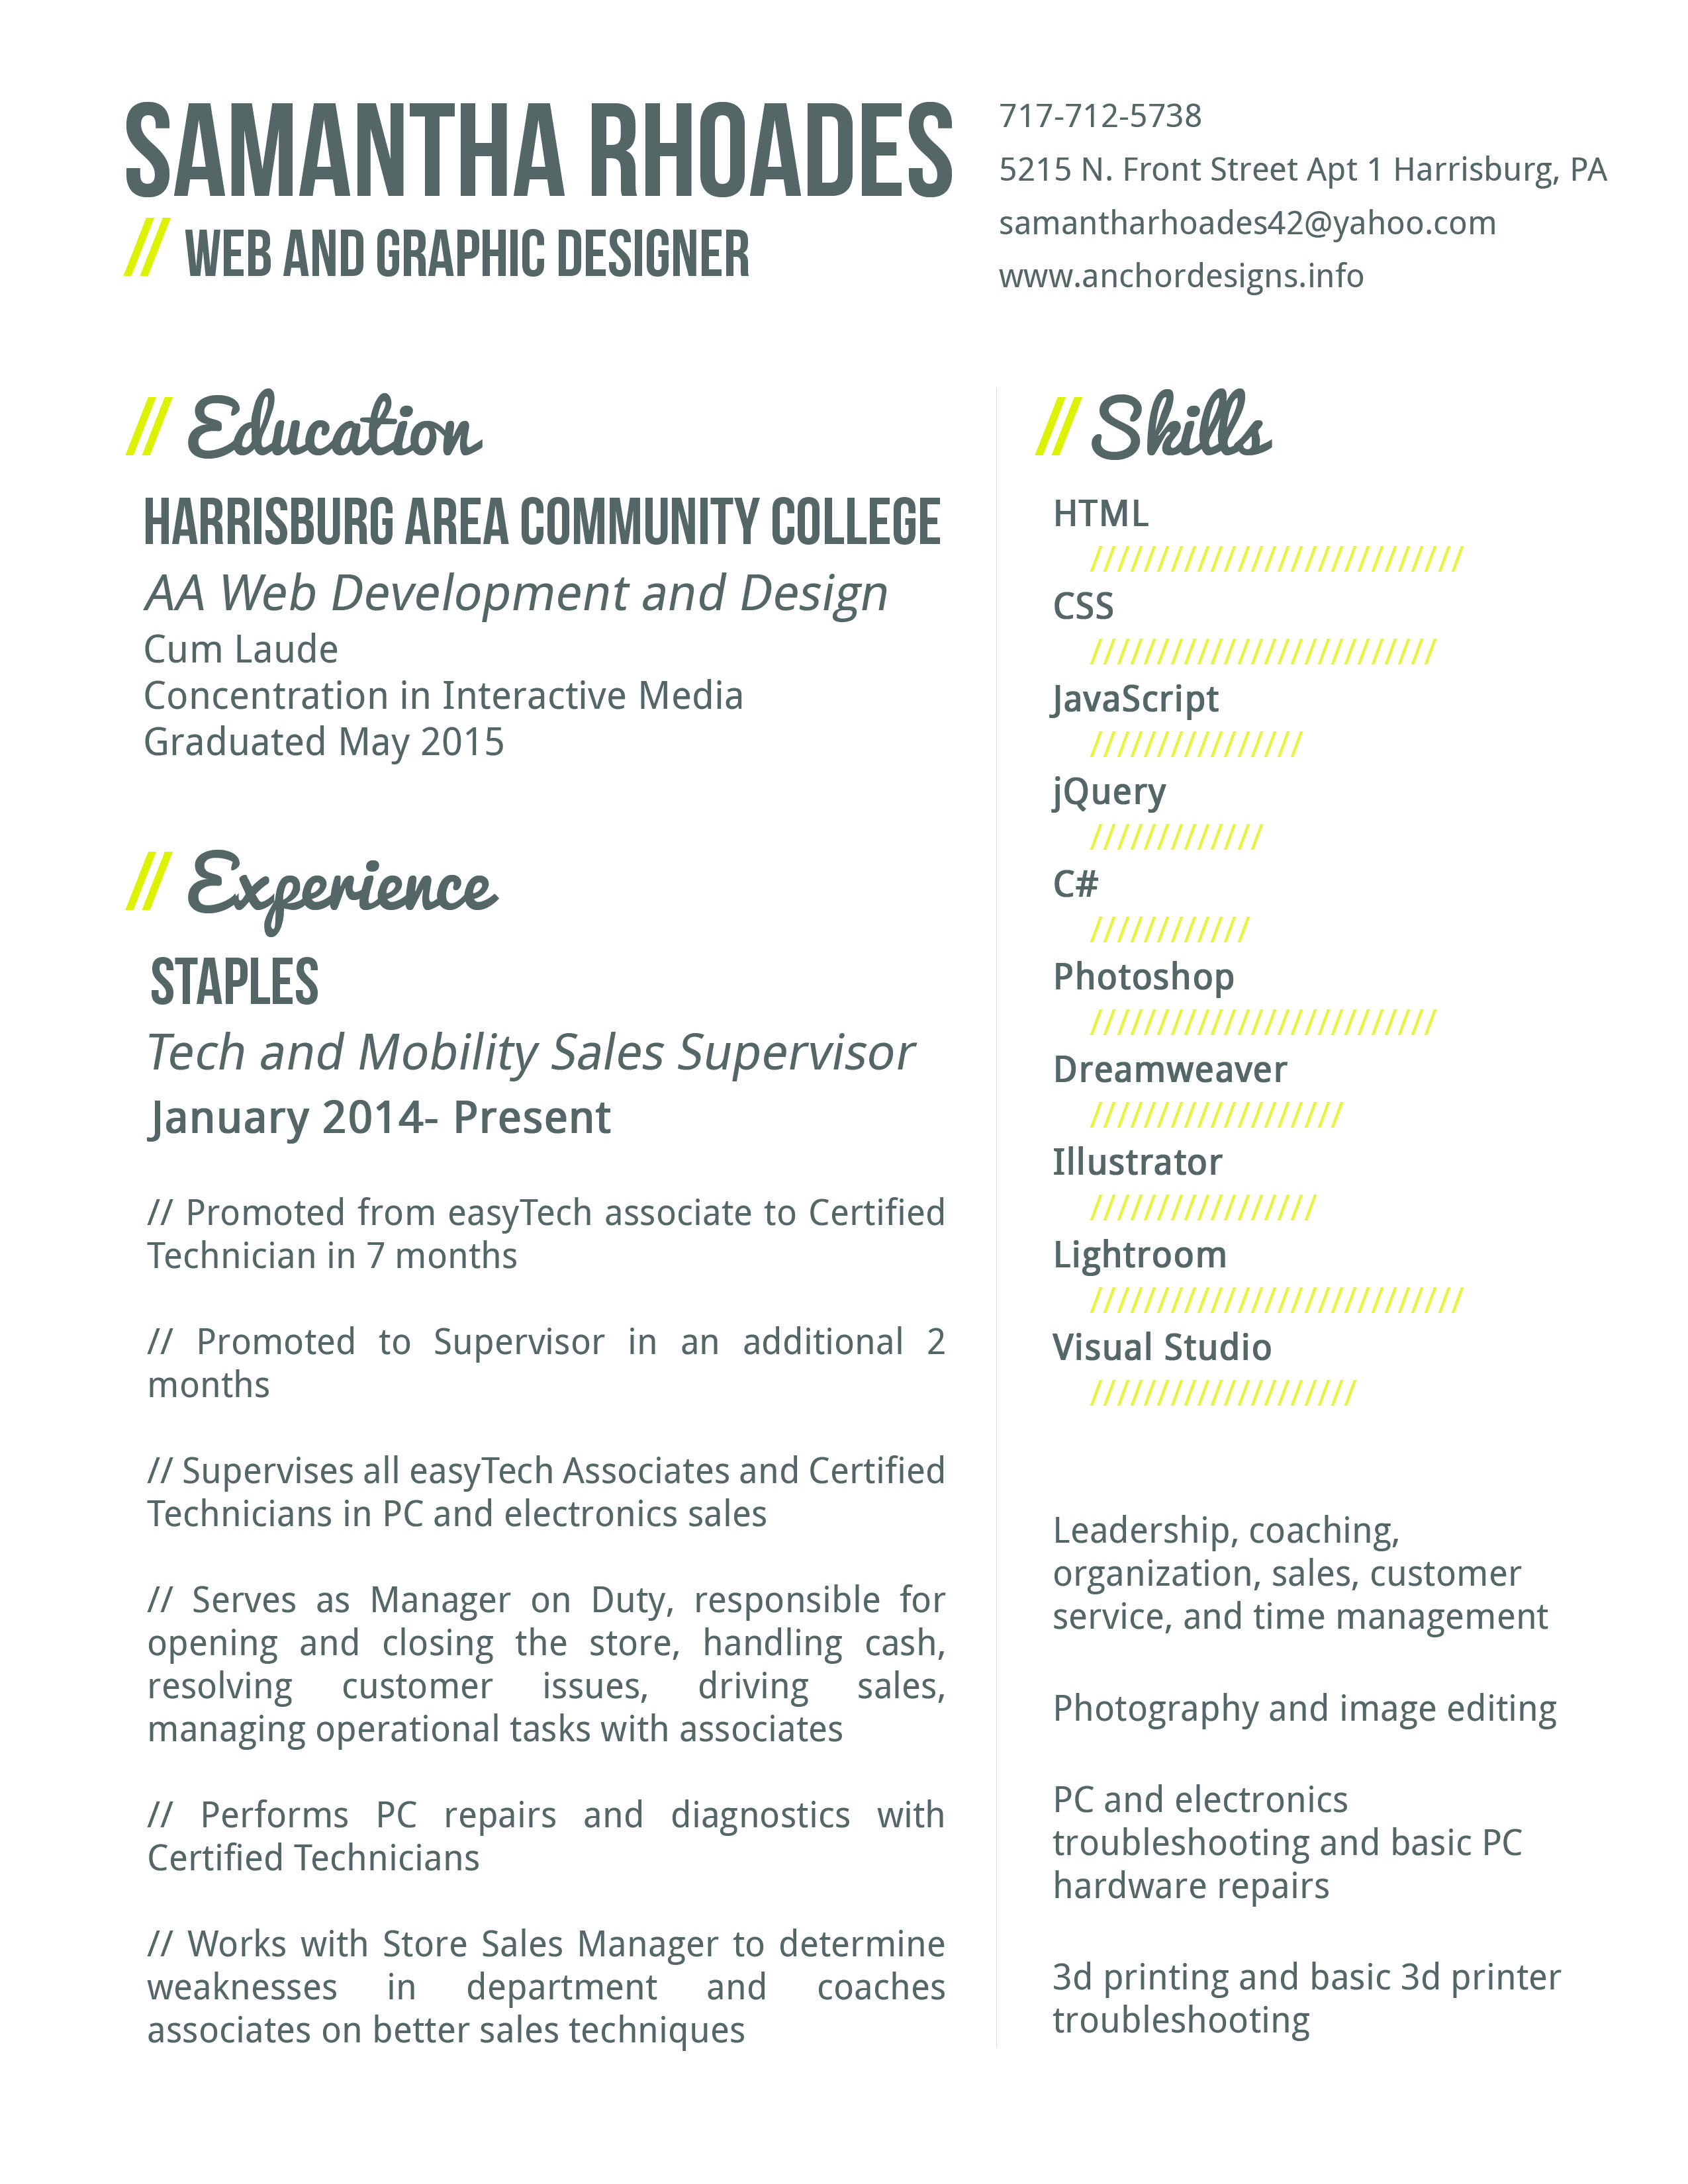 SAMANTHA RHOADES
// WEB AND GRAPHIC DESIGNER
717-712-5738
5215 N. Front Street Apt 1 Harrisburg, PA
samantharhoades42@yahoo.com
www.anchordesigns.info
// Education
HARRISBURG AREA COMMUNITY COLLEGE
AA Web Development and Design
Cum Laude
Concentration in Interactive Media
Graduated May 2015
// Experience
STAPLES
Tech and Mobility Sales Supervisor
January 2014- Present
// Promoted from easyTech associate to Certified
Technician in 7 months
// Promoted to Supervisor in an additional 2
months
// Supervises all easyTech Associates and Certified
Technicians in PC and electronics sales
// Serves as Manager on Duty, responsible for
opening and closing the store, handling cash,
resolving customer issues, driving sales,
managing operational tasks with associates
// Performs PC repairs and diagnostics with
Certified Technicians
// Works with Store Sales Manager to determine
weaknesses in department and coaches
associates on better sales techniques
// Skills
HTML
////////////////////////////
CSS
//////////////////////////
JavaScript
////////////////
jQuery
/////////////
C#
////////////
Photoshop
//////////////////////////
Dreamweaver
///////////////////
Illustrator
/////////////////
Lightroom
////////////////////////////
Visual Studio
////////////////////
Leadership, coaching,
organization, sales, customer
service, and time management
Photography and image editing
PC and electronics
troubleshooting and basic PC
hardware repairs
3d printing and basic 3d printer
troubleshooting